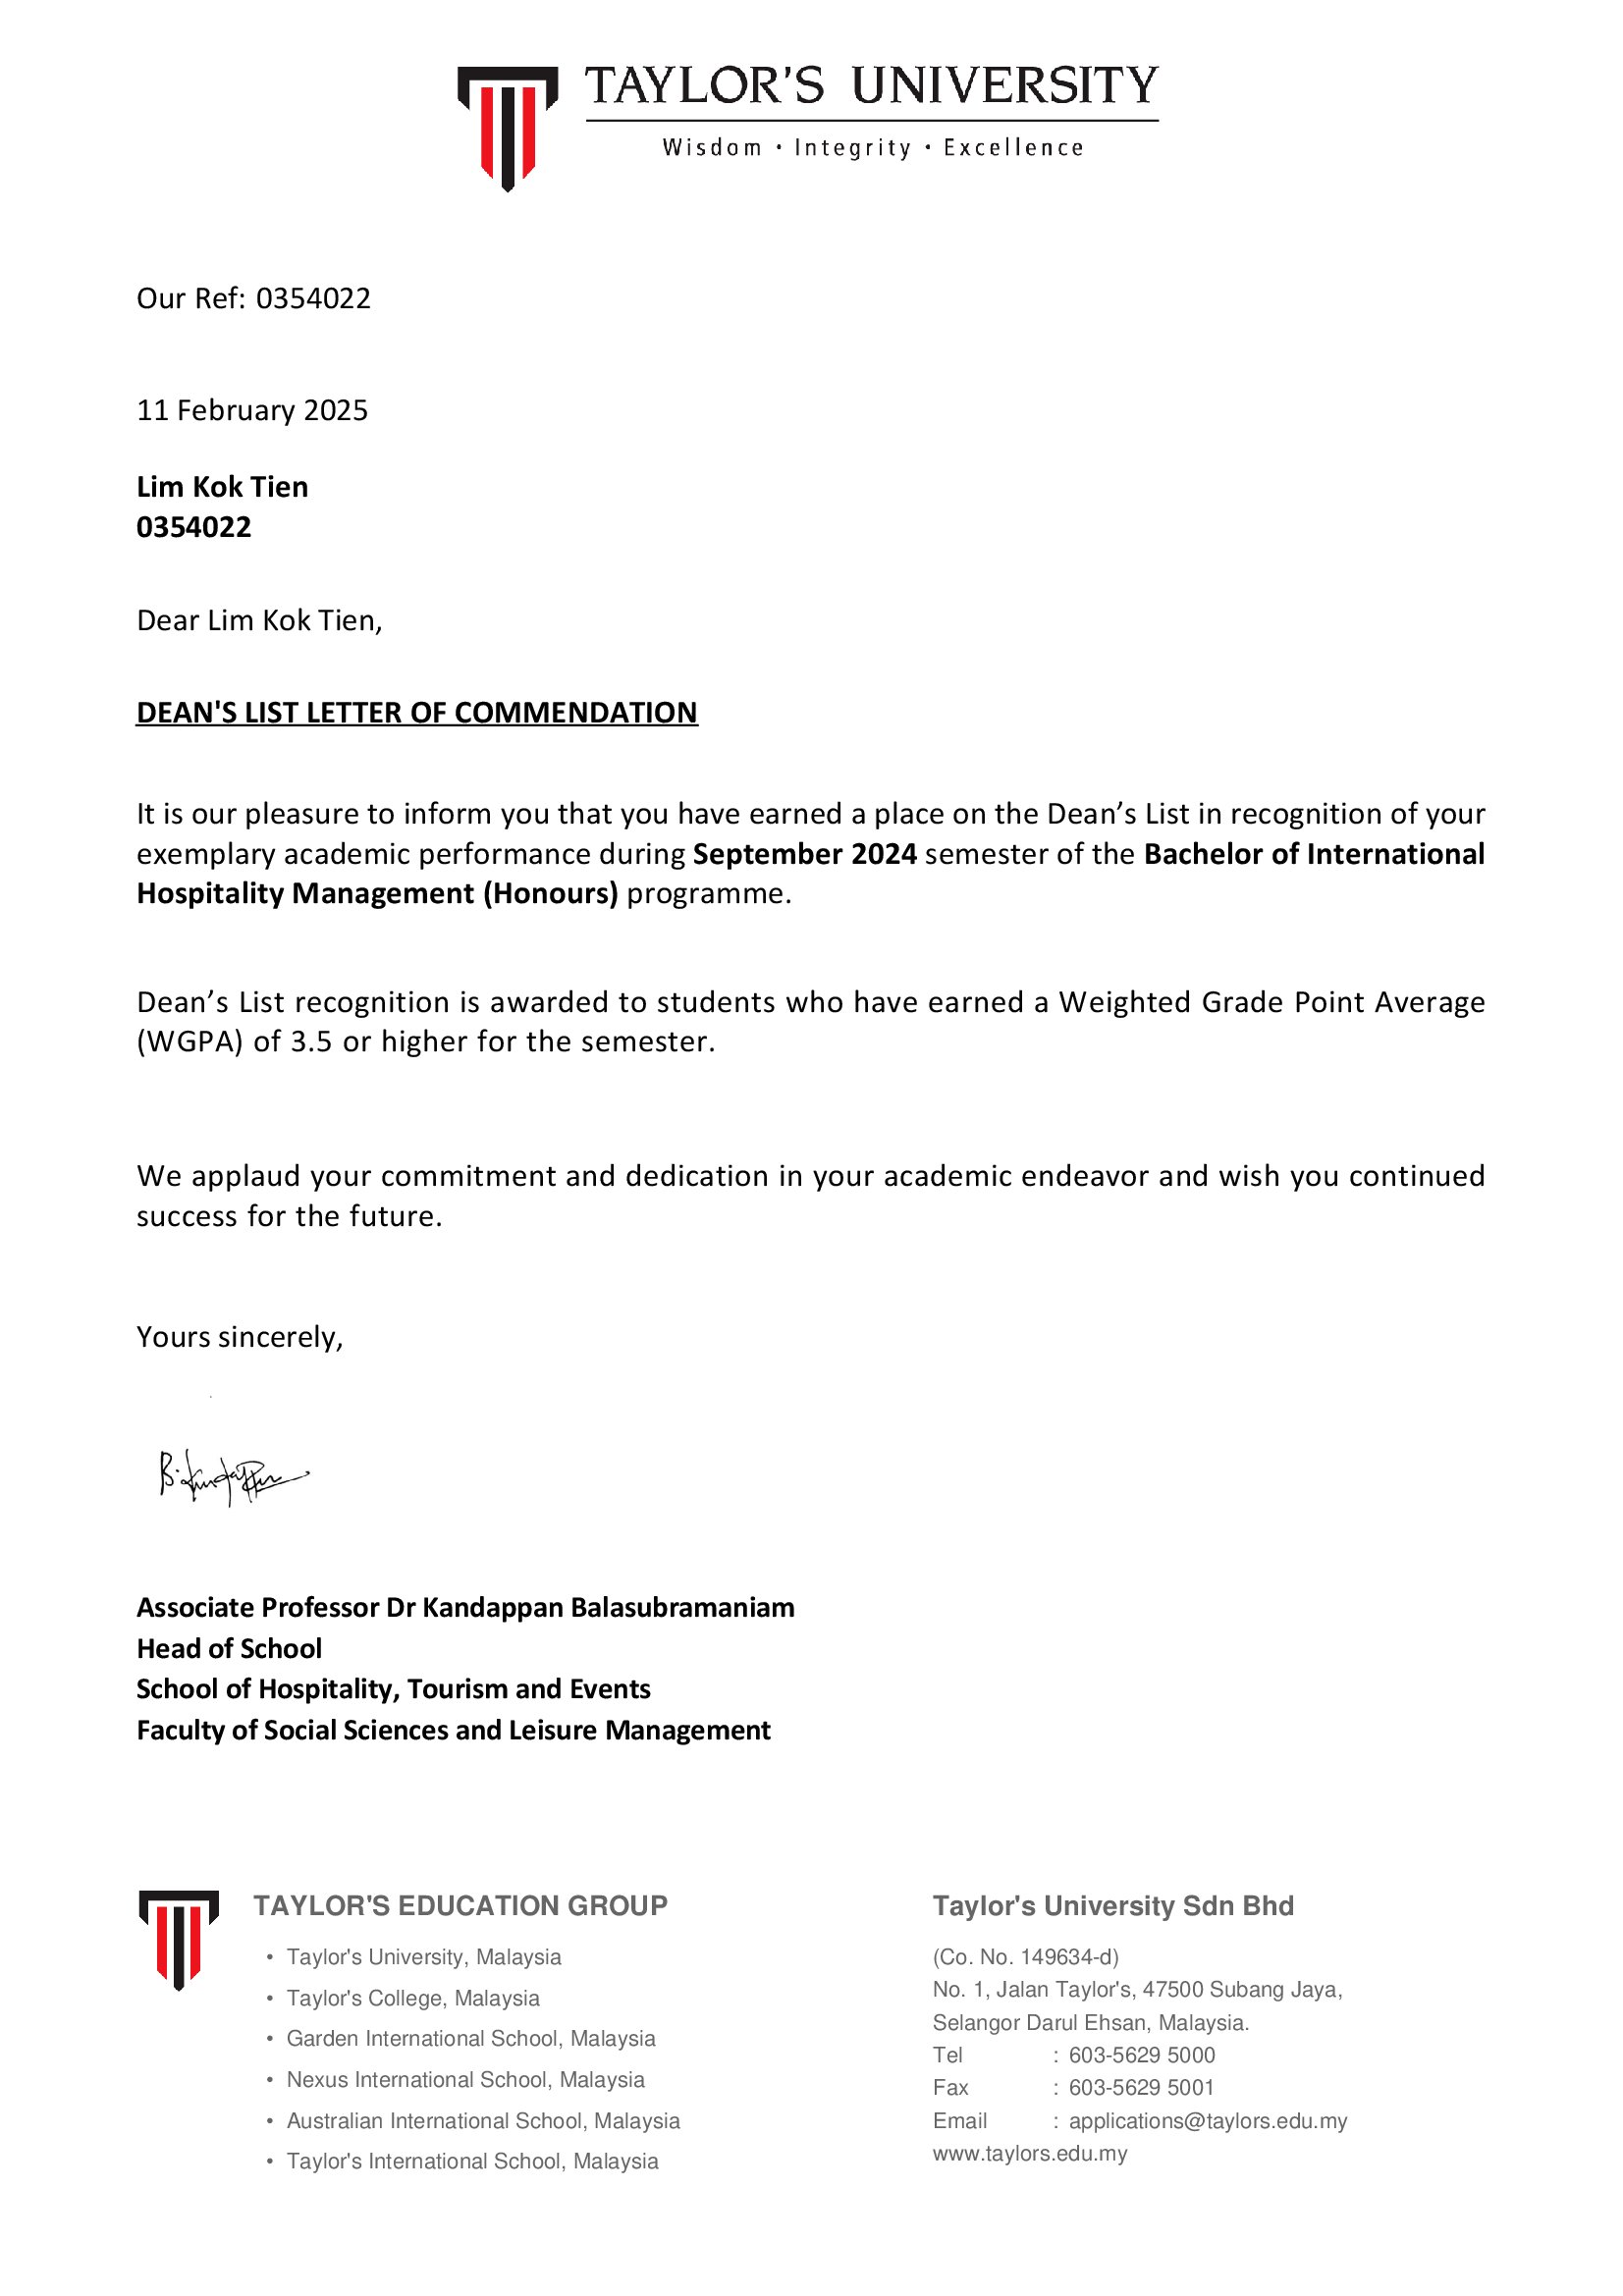 TAYLOR'S UNIVERSITY
Wisdom • Integrity • Excellence
Our Ref: 0354022
11 February 2025
Lim Kok Tien
0354022
Dear Lim Kok Tien,
DEAN'S LIST LETTER OF COMMENDATION
It is our pleasure to inform you that you have earned a place on the Dean’s List in recognition of your
exemplary academic performance during September 2024 semester of the Bachelor of International
Hospitality Management (Honours) programme.
Dean’s List recognition is awarded to students who have earned a Weighted Grade Point Average
(WGPA) of 3.5 or higher for the semester.
We applaud your commitment and dedication in your academic endeavor and wish you continued
success for the future.
Yours sincerely,
Associate Professor Dr Kandappan Balasubramaniam
Head of School
School of Hospitality, Tourism and Events
Faculty of Social Sciences and Leisure Management
TAYLOR'S EDUCATION GROUP
• Taylor's University, Malaysia
• Taylor's College, Malaysia
• Garden International School, Malaysia
• Nexus International School, Malaysia
• Australian International School, Malaysia
• Taylor's International School, Malaysia
Taylor's University Sdn Bhd
(Co. No. 149634-d)
No. 1, Jalan Taylor's, 47500 Subang Jaya,
Selangor Darul Ehsan, Malaysia.
Tel : 603-5629 5000
Fax : 603-5629 5001
Email : applications@taylors.edu.my
www.taylors.edu.my